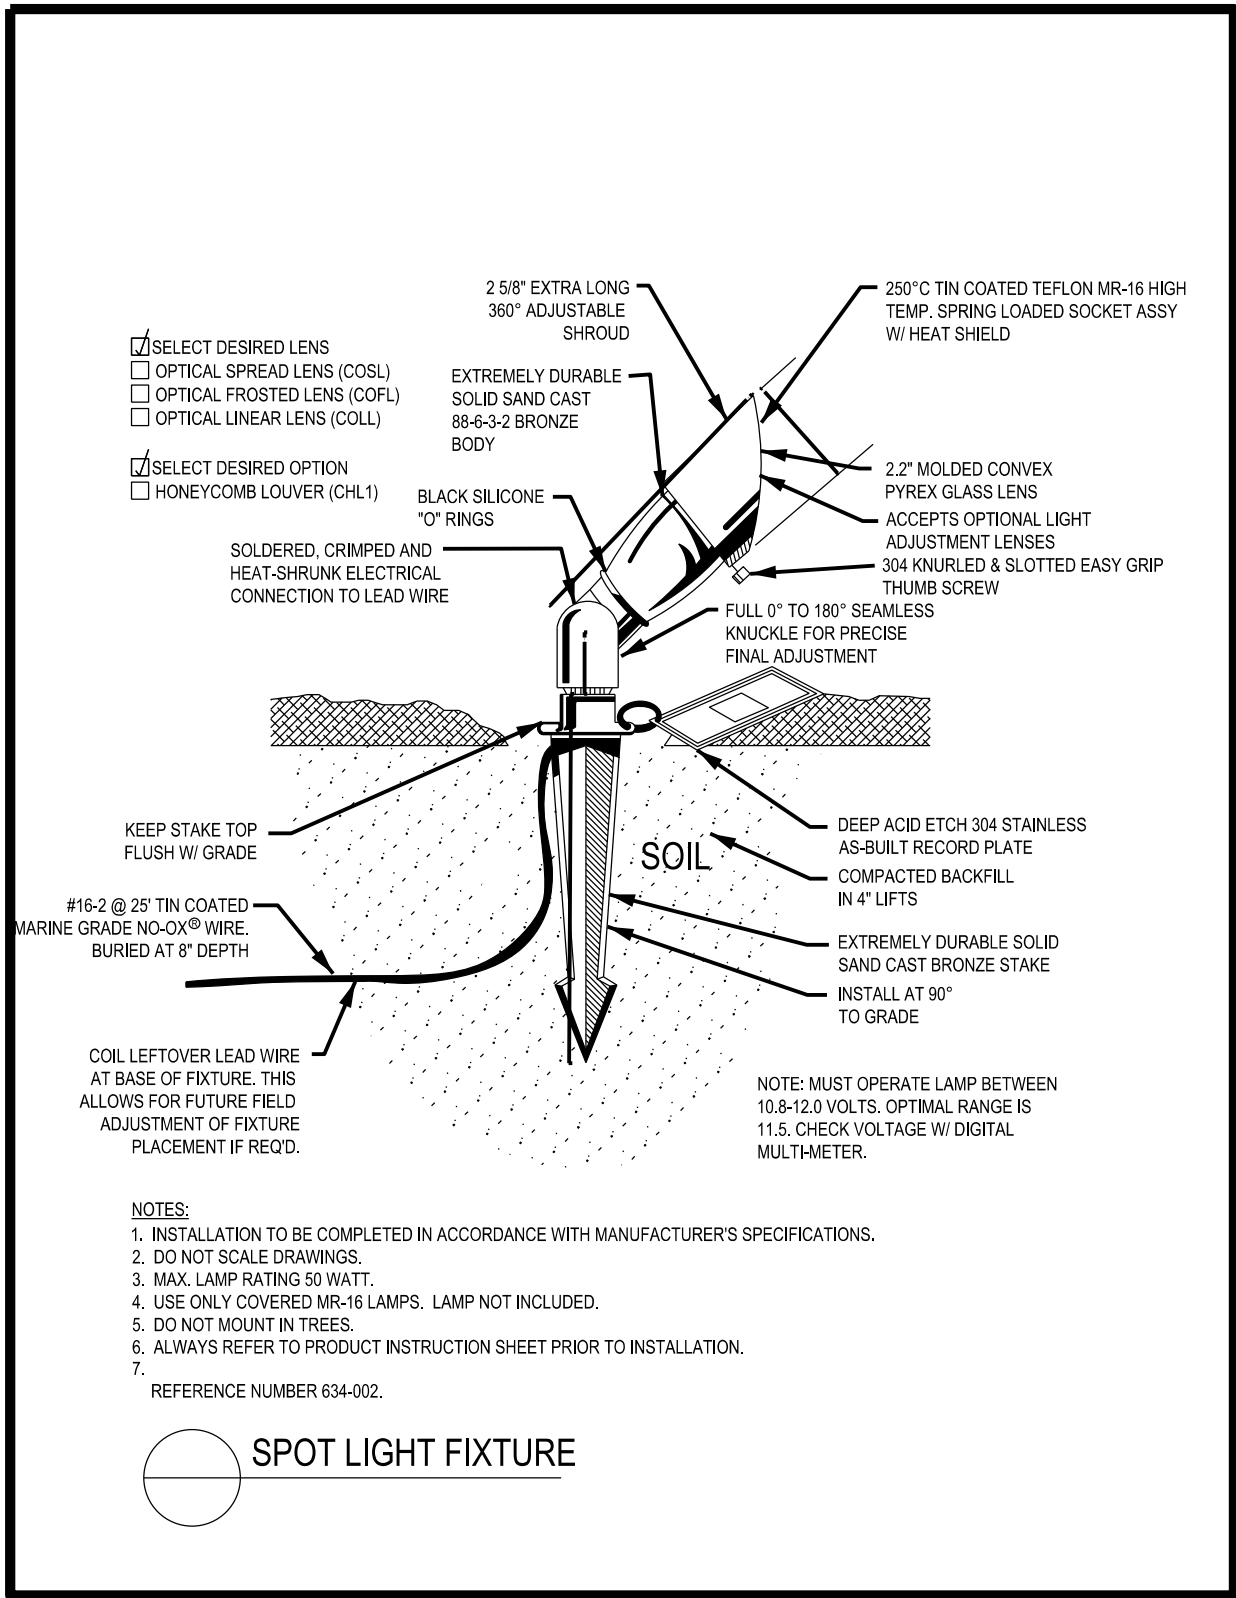 2 5/8" EXTRA LONG
360° ADJUSTABLE
SHROUD
250°C TIN COATED TEFLON MR-16 HIGH
TEMP. SPRING LOADED SOCKET ASSY
W/ HEAT SHIELD
SELECT DESIRED LENS
OPTICAL SPREAD LENS (COSL)
OPTICAL FROSTED LENS (COFL)
OPTICAL LINEAR LENS (COLL)
SELECT DESIRED OPTION
HONEYCOMB LOUVER (CHL1)
EXTREMELY DURABLE
SOLID SAND CAST
88-6-3-2 BRONZE
BODY
2.2" MOLDED CONVEX
PYREX GLASS LENS
BLACK SILICONE
"O" RINGS
ACCEPTS OPTIONAL LIGHT
ADJUSTMENT LENSES
SOLDERED, CRIMPED AND
HEAT-SHRUNK ELECTRICAL
CONNECTION TO LEAD WIRE
304 KNURLED & SLOTTED EASY GRIP
THUMB SCREW
FULL 0° TO 180° SEAMLESS
KNUCKLE FOR PRECISE
FINAL ADJUSTMENT
KEEP STAKE TOP
FLUSH W/ GRADE
SOIL
DEEP ACID ETCH 304 STAINLESS
AS-BUILT RECORD PLATE
COMPACTED BACKFILL
IN 4" LIFTS
#16-2 @ 25' TIN COATED
MARINE GRADE NO-OX® WIRE.
BURIED AT 8" DEPTH
EXTREMELY DURABLE SOLID
SAND CAST BRONZE STAKE
INSTALL AT 90°
TO GRADE
COIL LEFTOVER LEAD WIRE
AT BASE OF FIXTURE. THIS
ALLOWS FOR FUTURE FIELD
ADJUSTMENT OF FIXTURE
PLACEMENT IF REQ'D.
NOTE: MUST OPERATE LAMP BETWEEN
10.8-12.0 VOLTS. OPTIMAL RANGE IS
11.5. CHECK VOLTAGE W/ DIGITAL
MULTI-METER.
NOTES:
1. INSTALLATION TO BE COMPLETED IN ACCORDANCE WITH MANUFACTURER'S SPECIFICATIONS.
2. DO NOT SCALE DRAWINGS.
3. MAX. LAMP RATING 50 WATT.
4. USE ONLY COVERED MR-16 LAMPS. LAMP NOT INCLUDED.
5. DO NOT MOUNT IN TREES.
6. ALWAYS REFER TO PRODUCT INSTRUCTION SHEET PRIOR TO INSTALLATION.
7.
REFERENCE NUMBER 634-002.
SPOT LIGHT FIXTURE